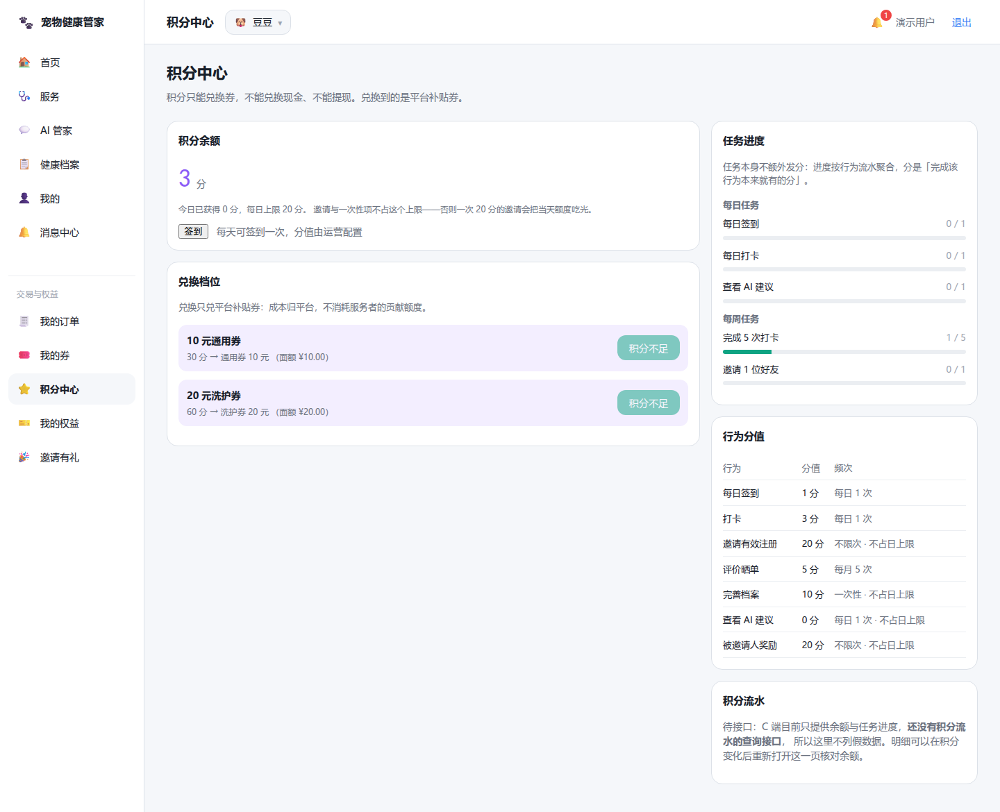 宠物健康管家
首页
服务
AI 管家
健康档案
我的
消息中心
交易与权益
我的订单
我的券
积分中心
我的权益
邀请有礼
积分中心
豆豆 ▾
1
演示用户
退出
积分中心
积分只能兑换券，不能兑换现金、不能提现。兑换到的是平台补贴券。
积分余额
3 分
今日已获得 0 分，每日上限 20 分。 邀请与一次性项不占这个上限——否则一次 20 分的邀请会把当天额度吃光。
签到 每天可签到一次，分值由运营配置
兑换档位
兑换只兑平台补贴券：成本归平台，不消耗服务者的贡献额度。
10 元通用券
30 分 → 通用券 10 元 （面额 ¥10.00）
积分不足
20 元洗护券
60 分 → 洗护券 20 元 （面额 ¥20.00）
积分不足
任务进度
任务本身不额外发分：进度按行为流水聚合，分是「完成该
行为本来就有的分」。
每日任务
每日签到 0 / 1
每日打卡 0 / 1
查看 AI 建议 0 / 1
每周任务
完成 5 次打卡 1 / 5
邀请 1 位好友 0 / 1
行为分值
行为 分值 频次
每日签到 1 分 每日 1 次
打卡 3 分 每日 1 次
邀请有效注册 20 分 不限次 · 不占日上限
评价晒单 5 分 每月 5 次
完善档案 10 分 一次性 · 不占日上限
查看 AI 建议 0 分 每日 1 次 · 不占日上限
被邀请人奖励 20 分 不限次 · 不占日上限
积分流水
待接口：C 端目前只提供余额与任务进度，还没有积分流
水的查询接口， 所以这里不列假数据。明细可以在积分
变化后重新打开这一页核对余额。